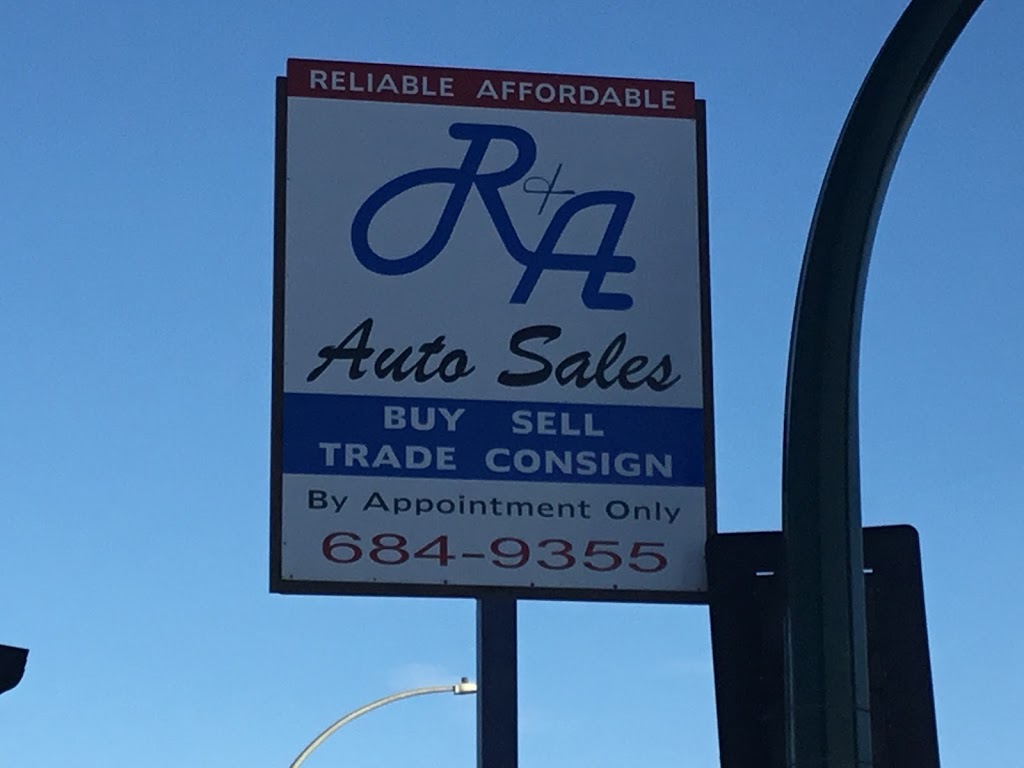 RELIABLE AFFORDABLE
R&A
Auto Sales
BUY SELL
TRADE CONSIGN
By Appointment Only
684-9355